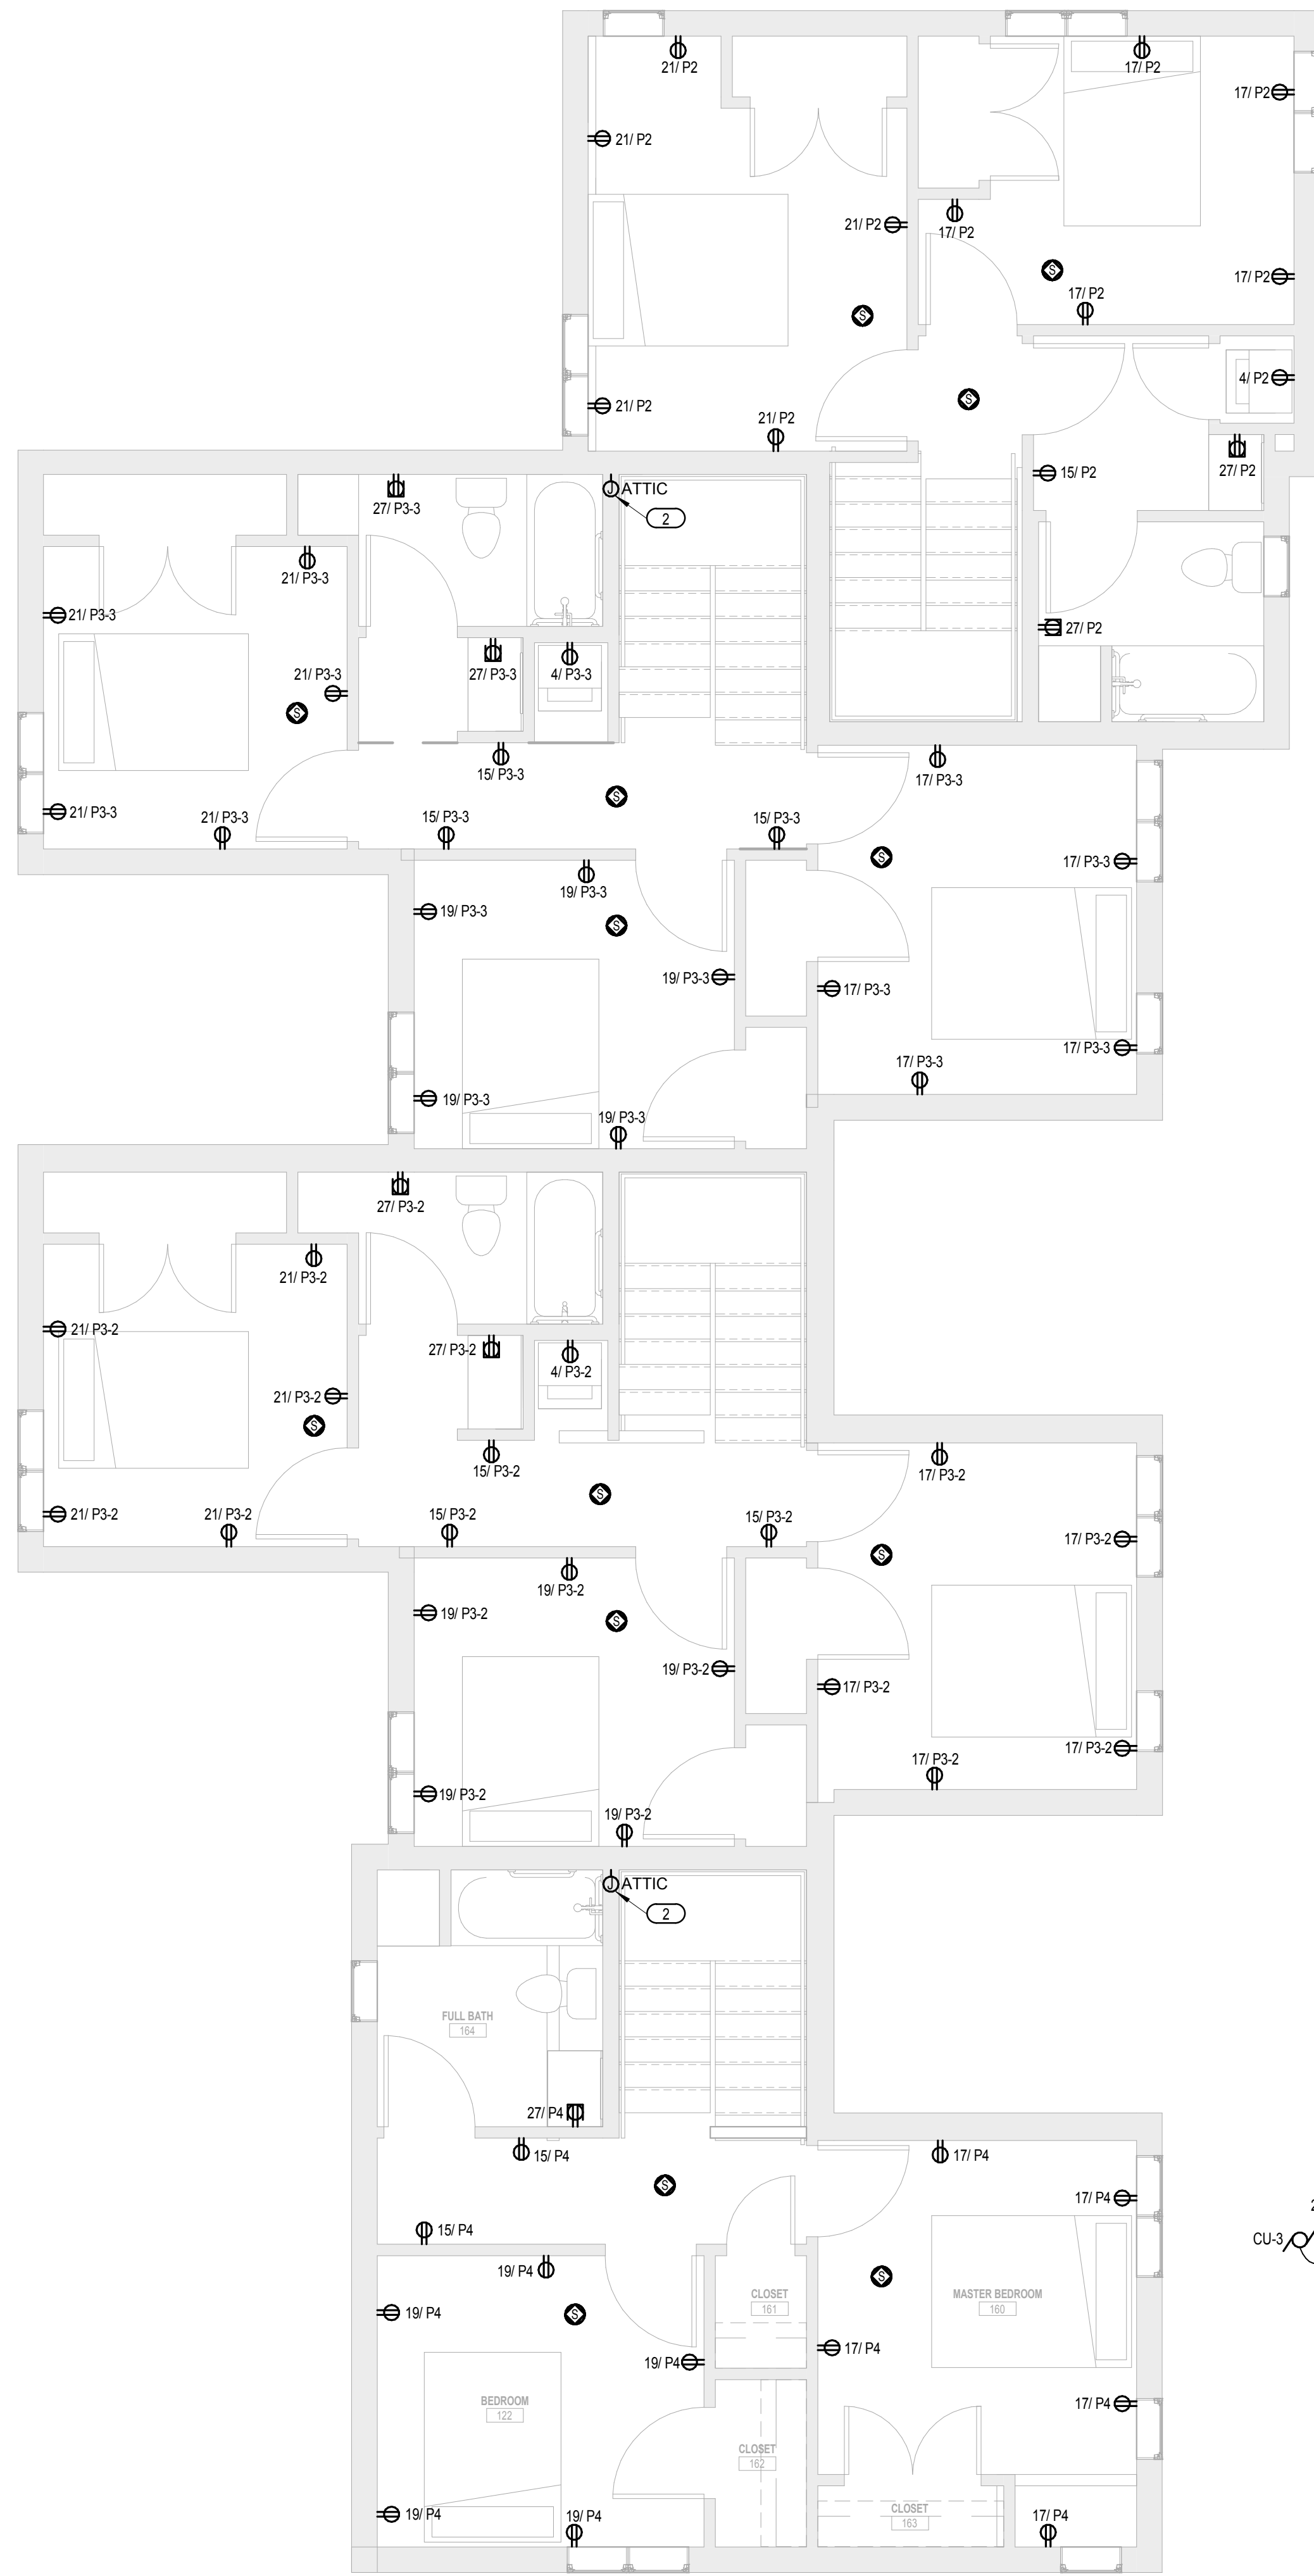 21/ P2
17/ P2
17/ P2
21/ P2
21/ P2
17/ P2
S
17/ P2
17/ P2
S
4/ P2
S
21/ P2
21/ P2
15/ P2
27/ P2
J ATTIC
2
27/ P3-3
21/ P3-3
21/ P3-3
27/ P2
27/ P3-3
4/ P3-3
21/ P3-3
S
15/ P3-3
17/ P3-3
S
21/ P3-3
21/ P3-3
15/ P3-3
15/ P3-3
S
17/ P3-3
19/ P3-3
19/ P3-3
S
19/ P3-3
17/ P3-3
17/ P3-3
17/ P3-3
19/ P3-3
19/ P3-3
27/ P3-2
21/ P3-2
21/ P3-2
27/ P3-2
4/ P3-2
21/ P3-2
S
15/ P3-2
17/ P3-2
S
21/ P3-2
21/ P3-2
15/ P3-2
15/ P3-2
17/ P3-2
S
19/ P3-2
19/ P3-2
S
19/ P3-2
17/ P3-2
17/ P3-2
17/ P3-2
19/ P3-2
19/ P3-2
J ATTIC
2
FULL BATH
164
27/ P4
15/ P4
17/ P4
S
17/ P4
15/ P4
2
CU-3
19/ P4
S
MASTER BEDROOM
160
CLOSET
161
19/ P4
S
17/ P4
19/ P4
BEDROOM
122
17/ P4
CLOSET
162
CLOSET
163
19/ P4
19/ P4
17/ P4